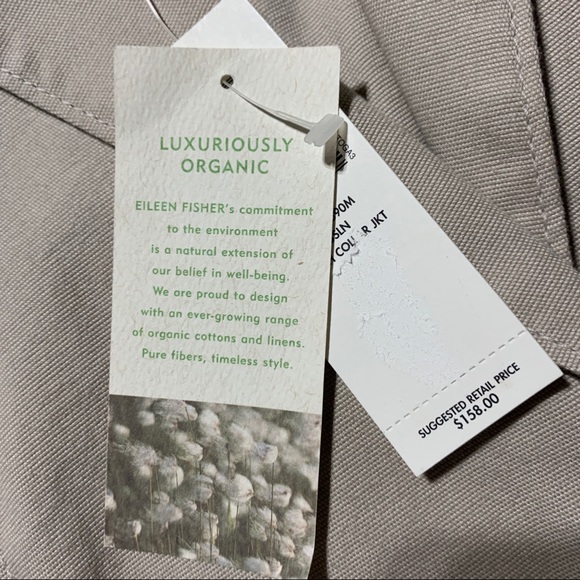 LUXURIOUSLY
ORGANIC
EILEEN FISHER's commitment
to the environment
is a natural extension of
our belief in well-being.
We are proud to design
with an ever-growing range
of organic cottons and linens.
Pure fibers, timeless style.
90M
SLN
JKT
SUGGESTED RETAIL PRICE
$158.00